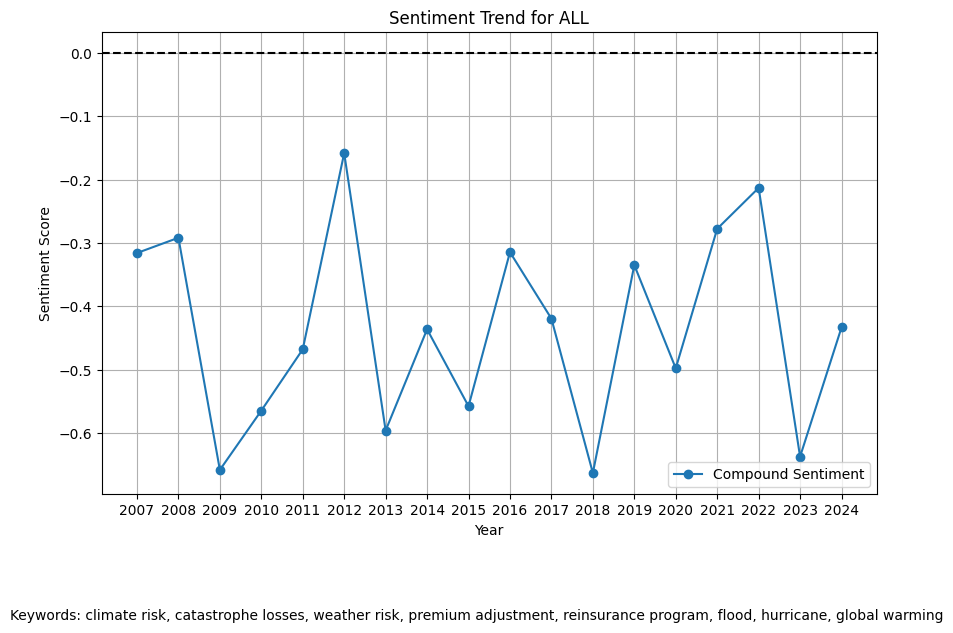 Sentiment Trend for ALL
0.0
−0.1
−0.2
−0.3
−0.4
−0.5
−0.6
Sentiment Score
Compound Sentiment
2007 2008 2009 2010 2011 2012 2013 2014 2015 2016 2017 2018 2019 2020 2021 2022 2023 2024
Year
Keywords: climate risk, catastrophe losses, weather risk, premium adjustment, reinsurance program, flood, hurricane, global warming